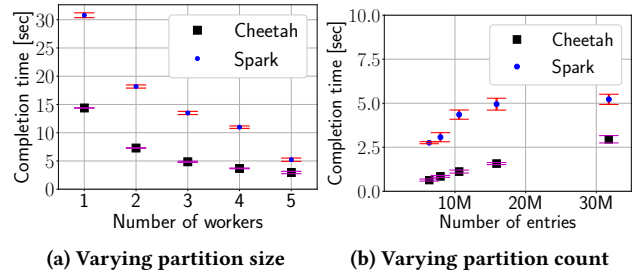 Completion time [sec]
30
25
20
15
10
5
0
Cheetah
Spark
1 2 3 4 5
Number of workers
(a) Varying partition size
Completion time [sec]
10.0
7.5
5.0
2.5
0.0
Cheetah
Spark
10M 20M 30M
Number of entries
(b) Varying partition count